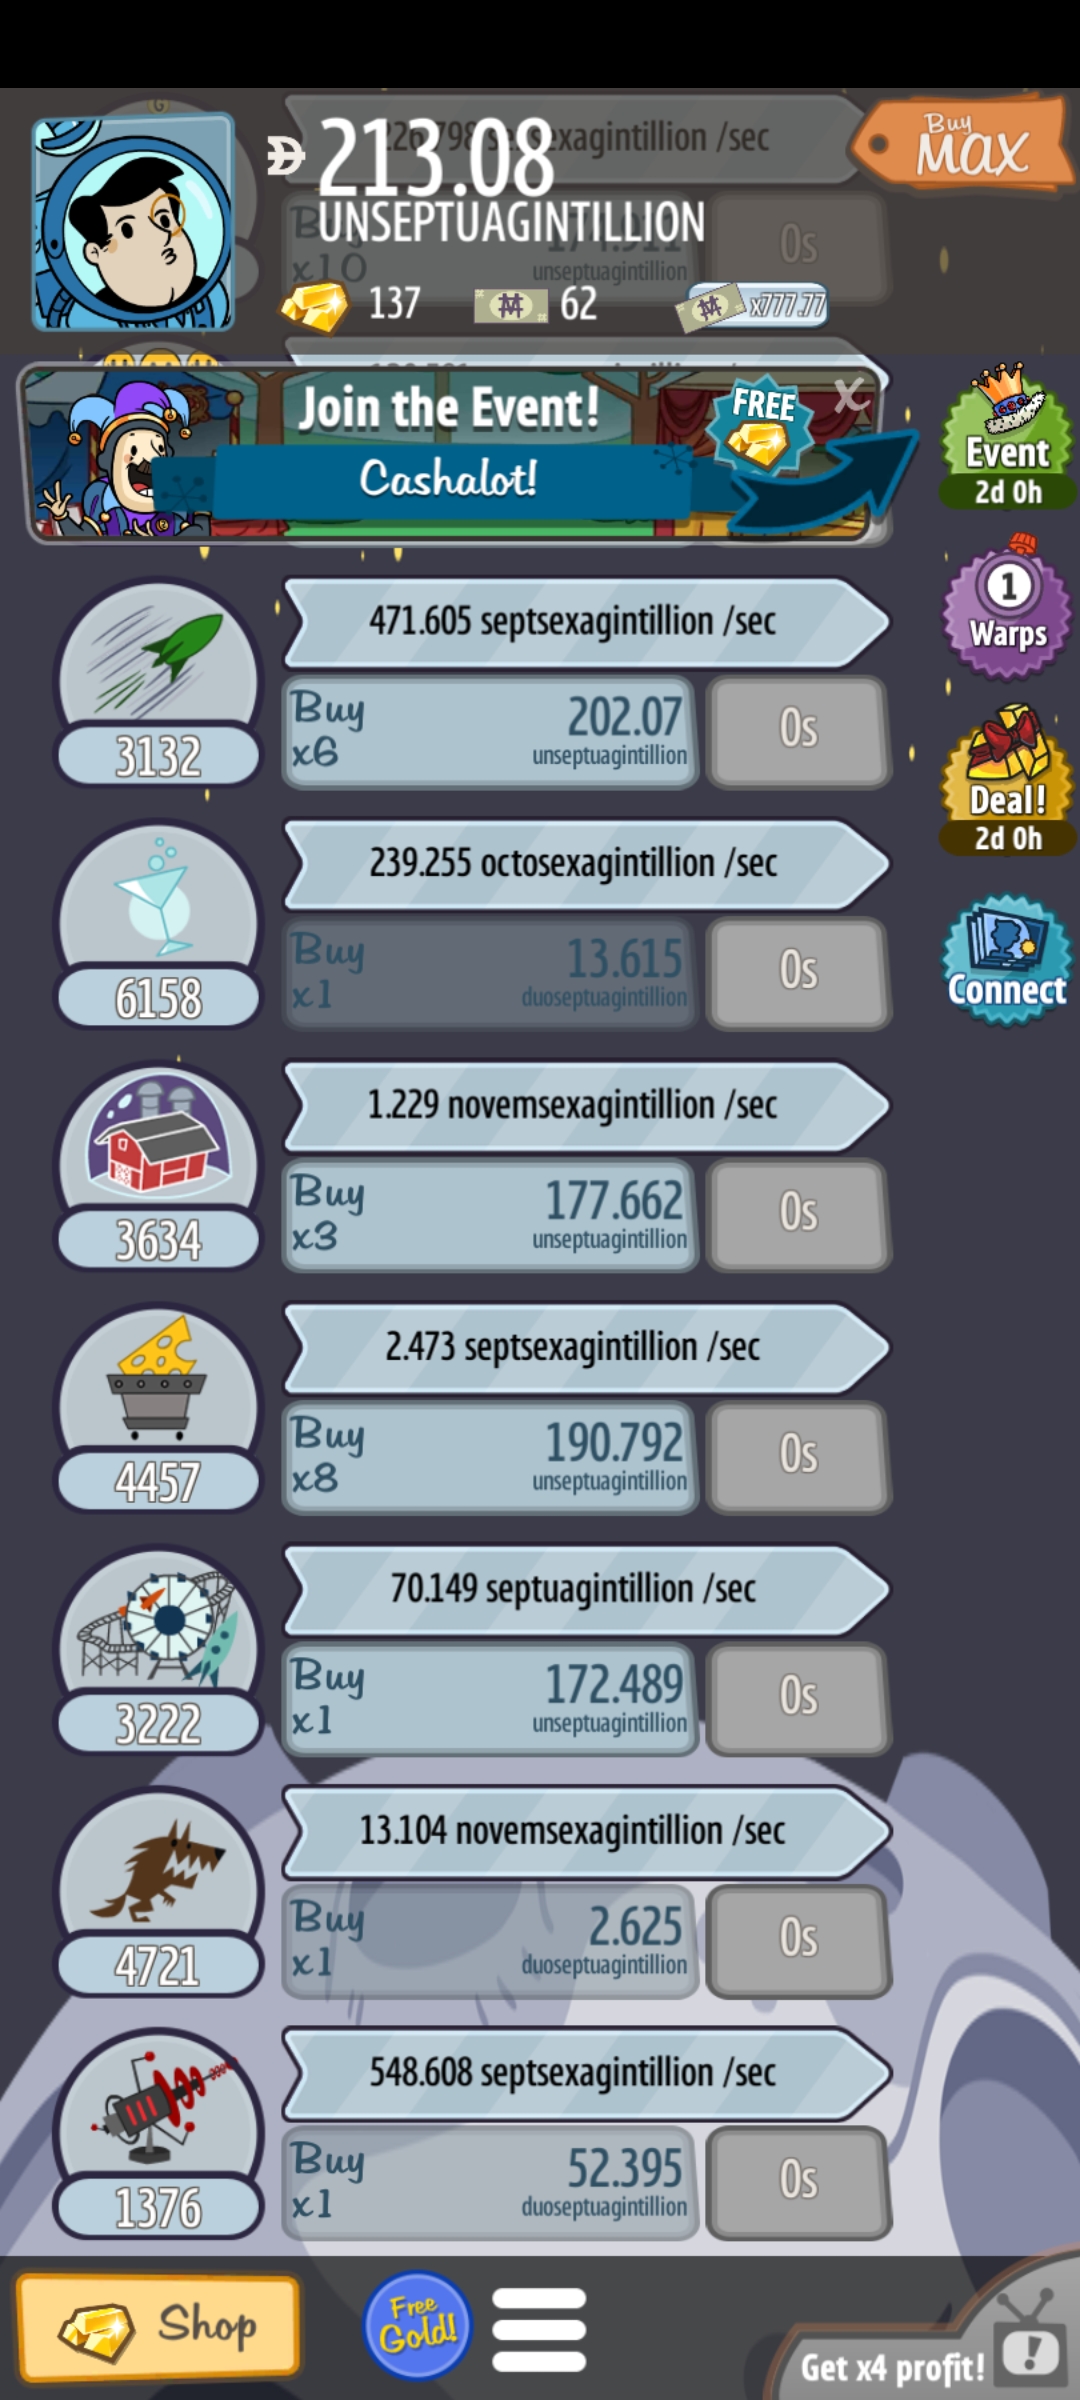 226.798 septsexagintillion /sec
213.08
UNSEPTUAGINTILLION
Buy
MAX
Buy
x10
unseptuagintillion
0s
137
62
x777.77
Join the Event!
Cashalot!
FREE
X
Event
2d 0h
471.605 septsexagintillion /sec
Buy
x6
202.07
unseptuagintillion
0s
3132
1
Warps
Deal!
2d 0h
239.255 octosexagintillion /sec
Buy
x1
13.615
duoseptuagintillion
0s
6158
Connect
1.229 novemsexagintillion /sec
Buy
x3
177.662
unseptuagintillion
0s
3634
2.473 septsexagintillion /sec
Buy
x8
190.792
unseptuagintillion
0s
4457
70.149 septuagintillion /sec
Buy
x1
172.489
unseptuagintillion
0s
3222
13.104 novemsexagintillion /sec
Buy
x1
2.625
duoseptuagintillion
0s
4721
548.608 septsexagintillion /sec
Buy
x1
52.395
duoseptuagintillion
0s
1376
Shop
Free
Gold!
Get x4 profit!
!